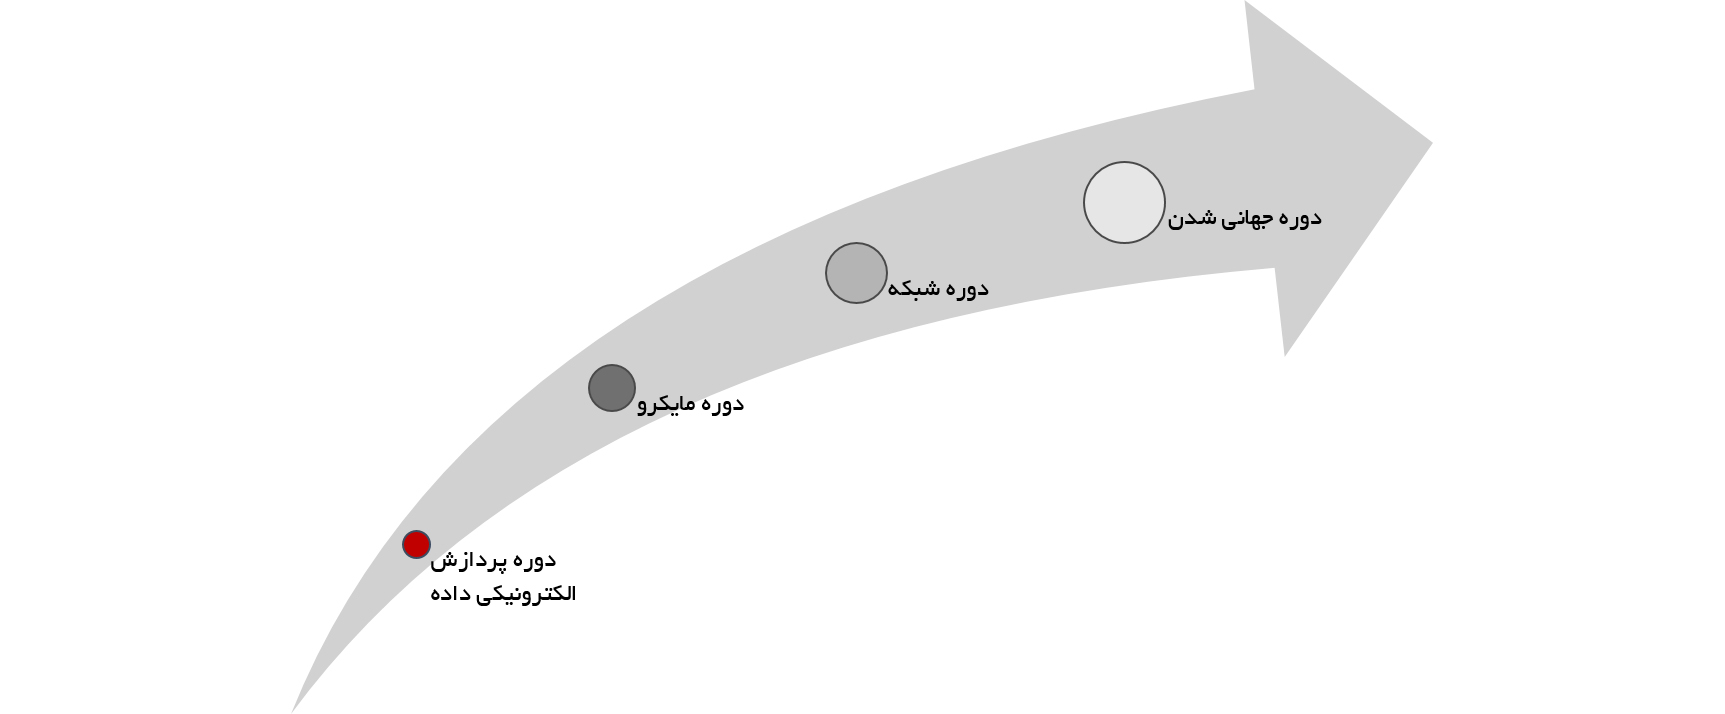 دوره پردازش
الکترونیکی داده
دوره مایکرو
دوره شبکه
دوره جهانی شدن